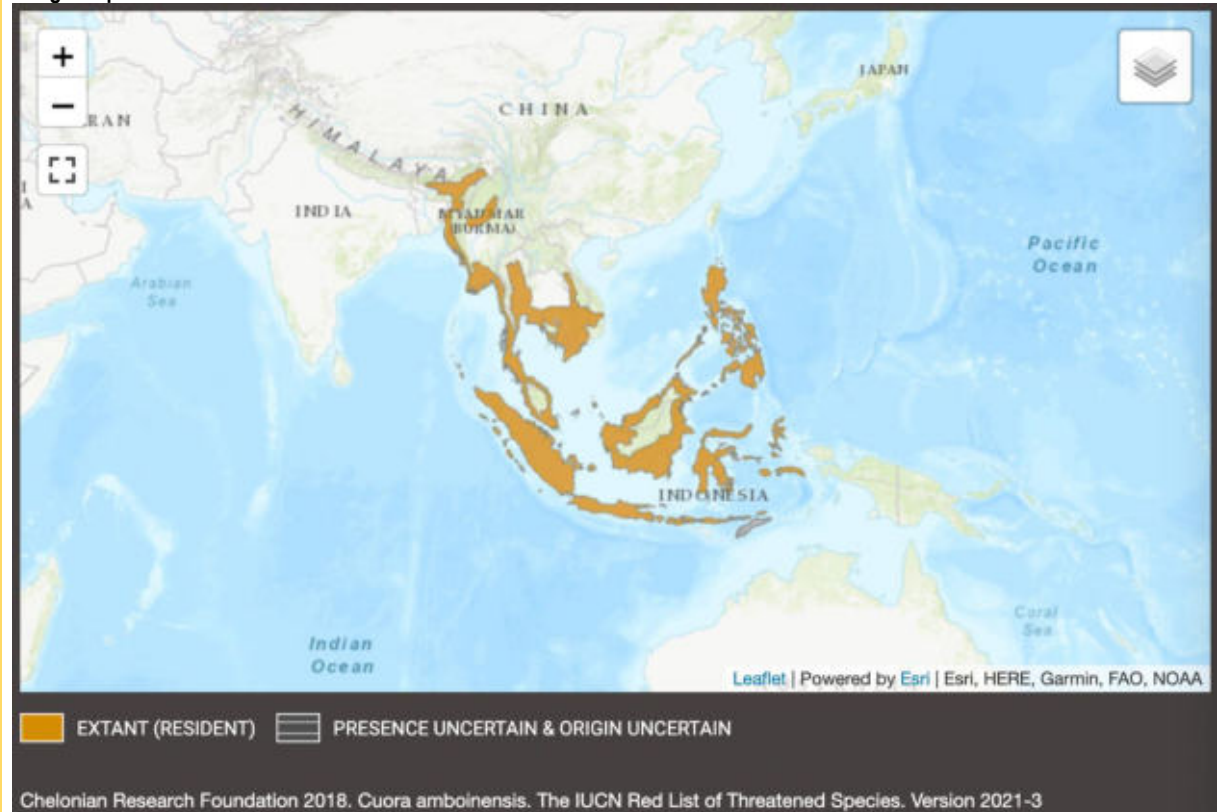 +
−
CHINA
JAPAN
RAN
HIMALAYA
INDIA
MYANMAR
BURMA)
Pacific
Ocean
Arabian
Sea
INDONESIA
Coral
Sea
Indian
Ocean
Leaflet | Powered by Esri | Esri, HERE, Garmin, FAO, NOAA
EXTANT (RESIDENT) PRESENCE UNCERTAIN & ORIGIN UNCERTAIN
Chelonian Research Foundation 2018. Cuora amboinensis. The IUCN Red List of Threatened Species. Version 2021-3